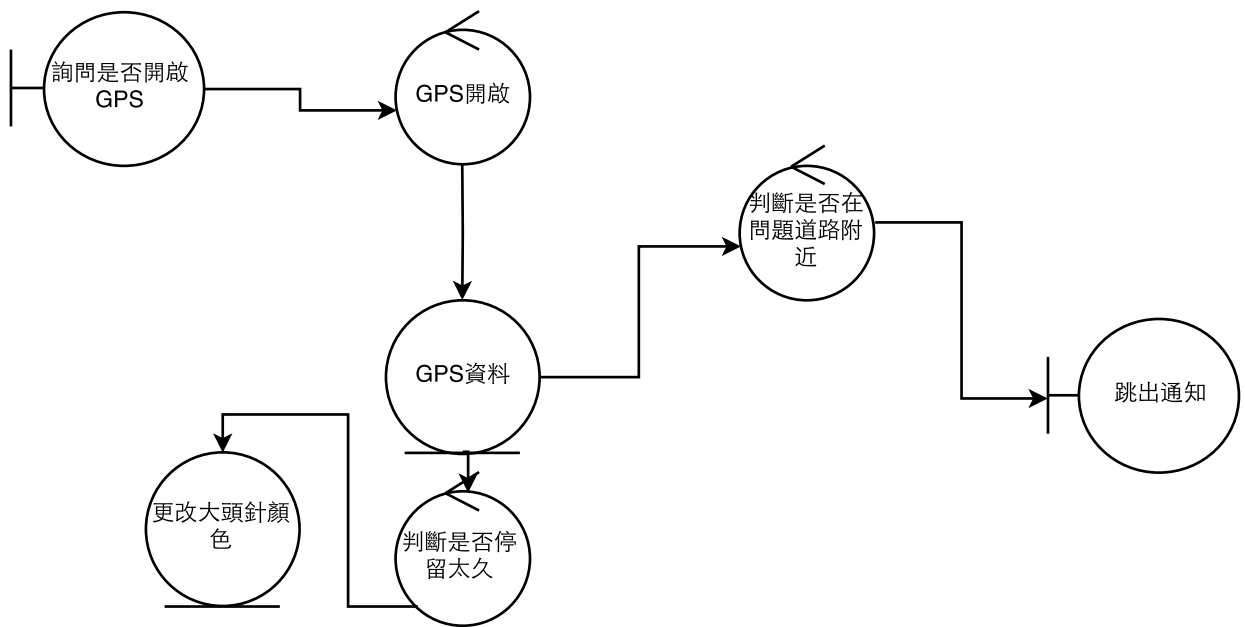 詢問是否開啟
GPS
GPS開啟
判斷是否在
問題道路附
近
GPS資料
跳出通知
更改大頭針顏
色
判斷是否停
留太久